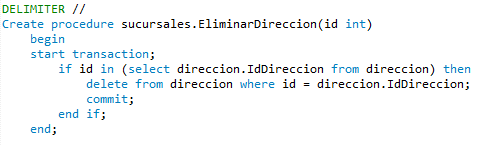 DELIMITER //
Create procedure sucursales.EliminarDireccion(id int)
    begin
    start transaction;
        if id in (select direccion.IdDireccion from direccion) then
            delete from direccion where id = direccion.IdDireccion;
            commit;
        end if;
    end;